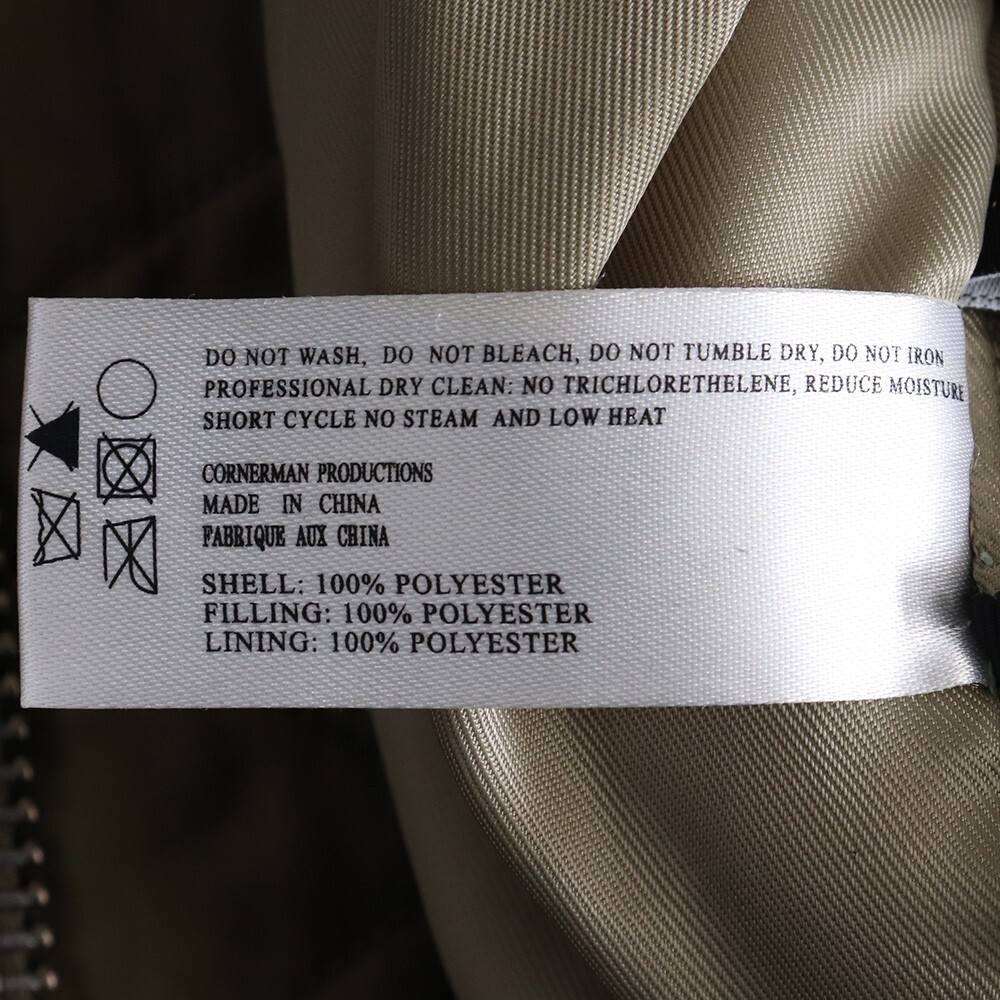 DO NOT WASH, DO NOT BLEACH, DO NOT TUMBLE DRY, DO NOT IRON
PROFESSIONAL DRY CLEAN: NO TRICHLORETHELENE, REDUCE MOISTURE
SHORT CYCLE NO STEAM AND LOW HEAT
CORNERMAN PRODUCTIONS
MADE IN CHINA
FABRIQUE AUX CHINA
SHELL: 100% POLYESTER
FILLING: 100% POLYESTER
LINING: 100% POLYESTER